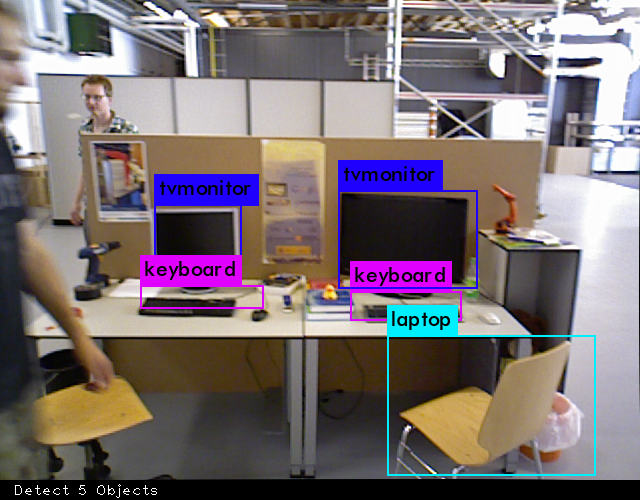 tvmonitor
tvmonitor
keyboard
keyboard
laptop
Detect 5 Objects